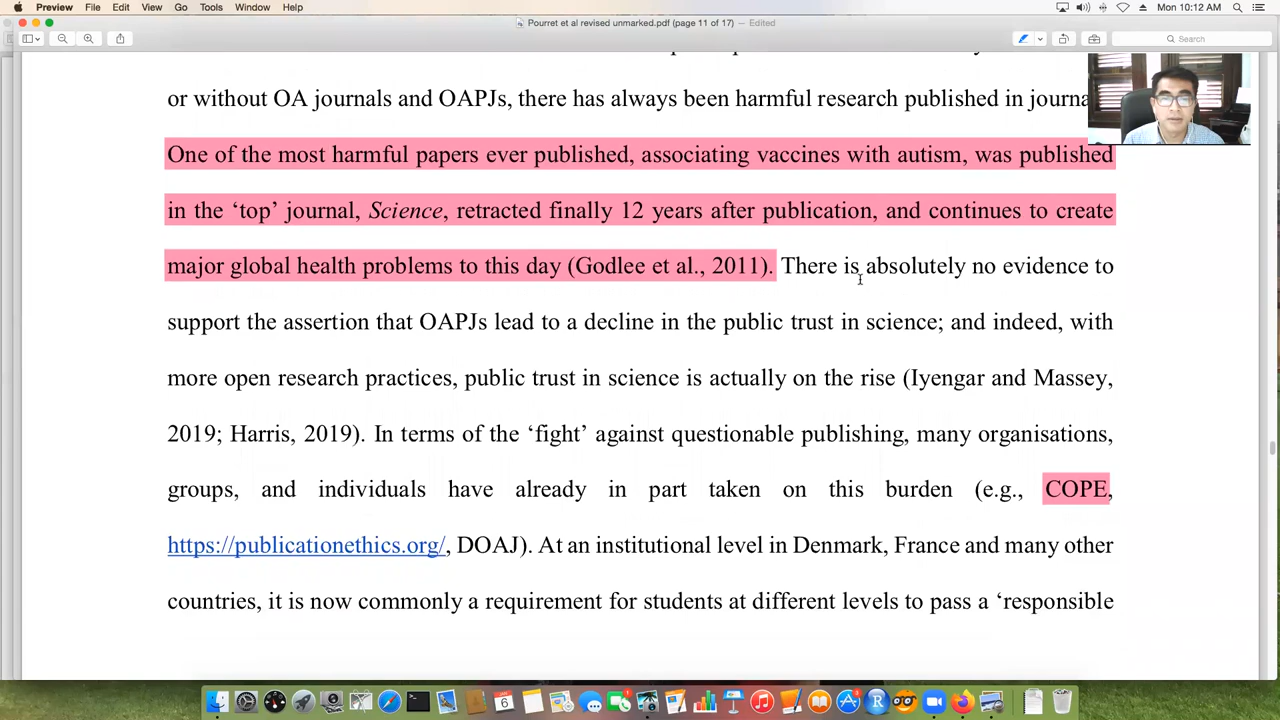 Preview File Edit View Go Tools Window Help Mon 10:12 AM
Pourret et al revised unmarked.pdf (page 11 of 17) — Edited
Search
or without OA journals and OAPJs, there has always been harmful research published in
One of the most harmful papers ever published, associating vaccines with autism, was published
in the ‘top’ journal, Science, retracted finally 12 years after publication, and continues to create
major global health problems to this day (Godlee et al., 2011). There is absolutely no evidence to
support the assertion that OAPJs lead to a decline in the public trust in science; and indeed, with
more open research practices, public trust in science is actually on the rise (Iyengar and Massey,
2019; Harris, 2019). In terms of the ‘fight’ against questionable publishing, many organisations,
groups, and individuals have already in part taken on this burden (e.g., COPE,
https://publicationethics.org/, DOAJ). At an institutional level in Denmark, France and many other
countries, it is now commonly a requirement for students at different levels to pass a ‘responsible